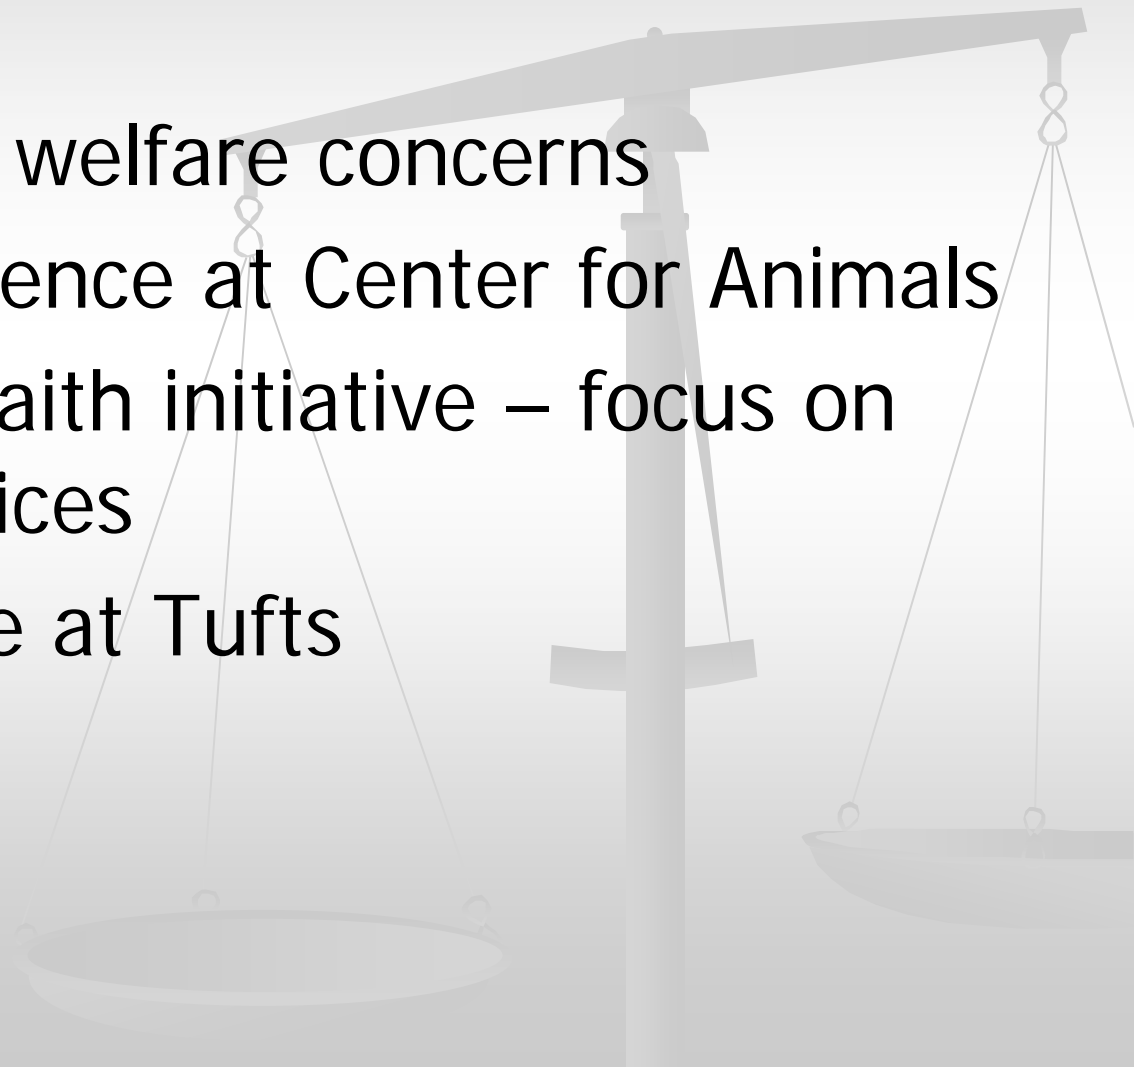 welfare concerns
ence at Center for Animals
aith initiative – focus on
ices
e at Tufts